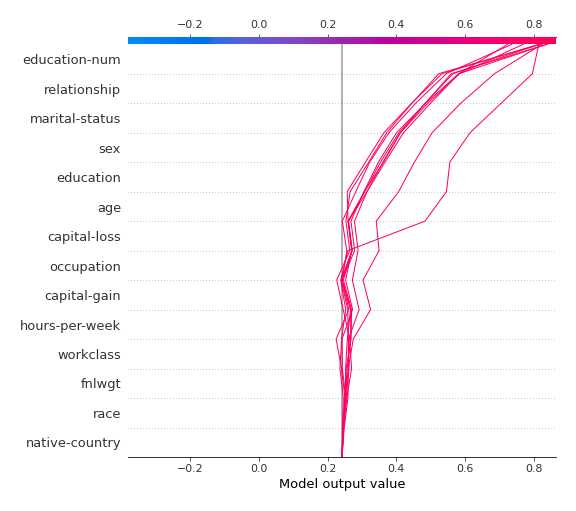 −0.2 0.0 0.2 0.4 0.6 0.8
education-num
relationship
marital-status
sex
education
age
capital-loss
occupation
capital-gain
hours-per-week
workclass
fnlwgt
race
native-country
−0.2 0.0 0.2 0.4 0.6 0.8
Model output value